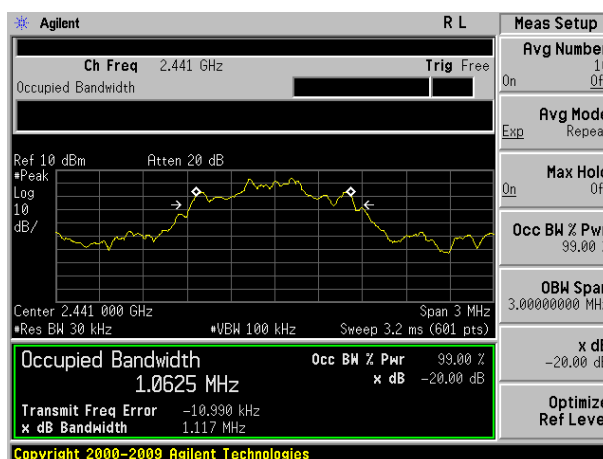 Agilent R L Meas Setup
Ch Freq 2.441 GHz Trig Free
Occupied Bandwidth
Avg Number
10
On Of
Avg Mode
Exp Repea
Ref 10 dBm Atten 20 dB
#Peak
Log
10
dB/
Max Hold
On Of
Occ BW % Pwr
99.00 %
OBW Span
3.00000000 MHz
Center 2.441 000 GHz Span 3 MHz
#Res BW 30 kHz #VBW 100 kHz Sweep 3.2 ms (601 pts)
Occupied Bandwidth Occ BW % Pwr 99.00 %
1.0625 MHz x dB -20.00 dB
Transmit Freq Error -10.990 kHz
x dB Bandwidth 1.117 MHz
x dB
-20.00 dB
Optimize
Ref Level
Copyright 2000-2009 Agilent Technologies